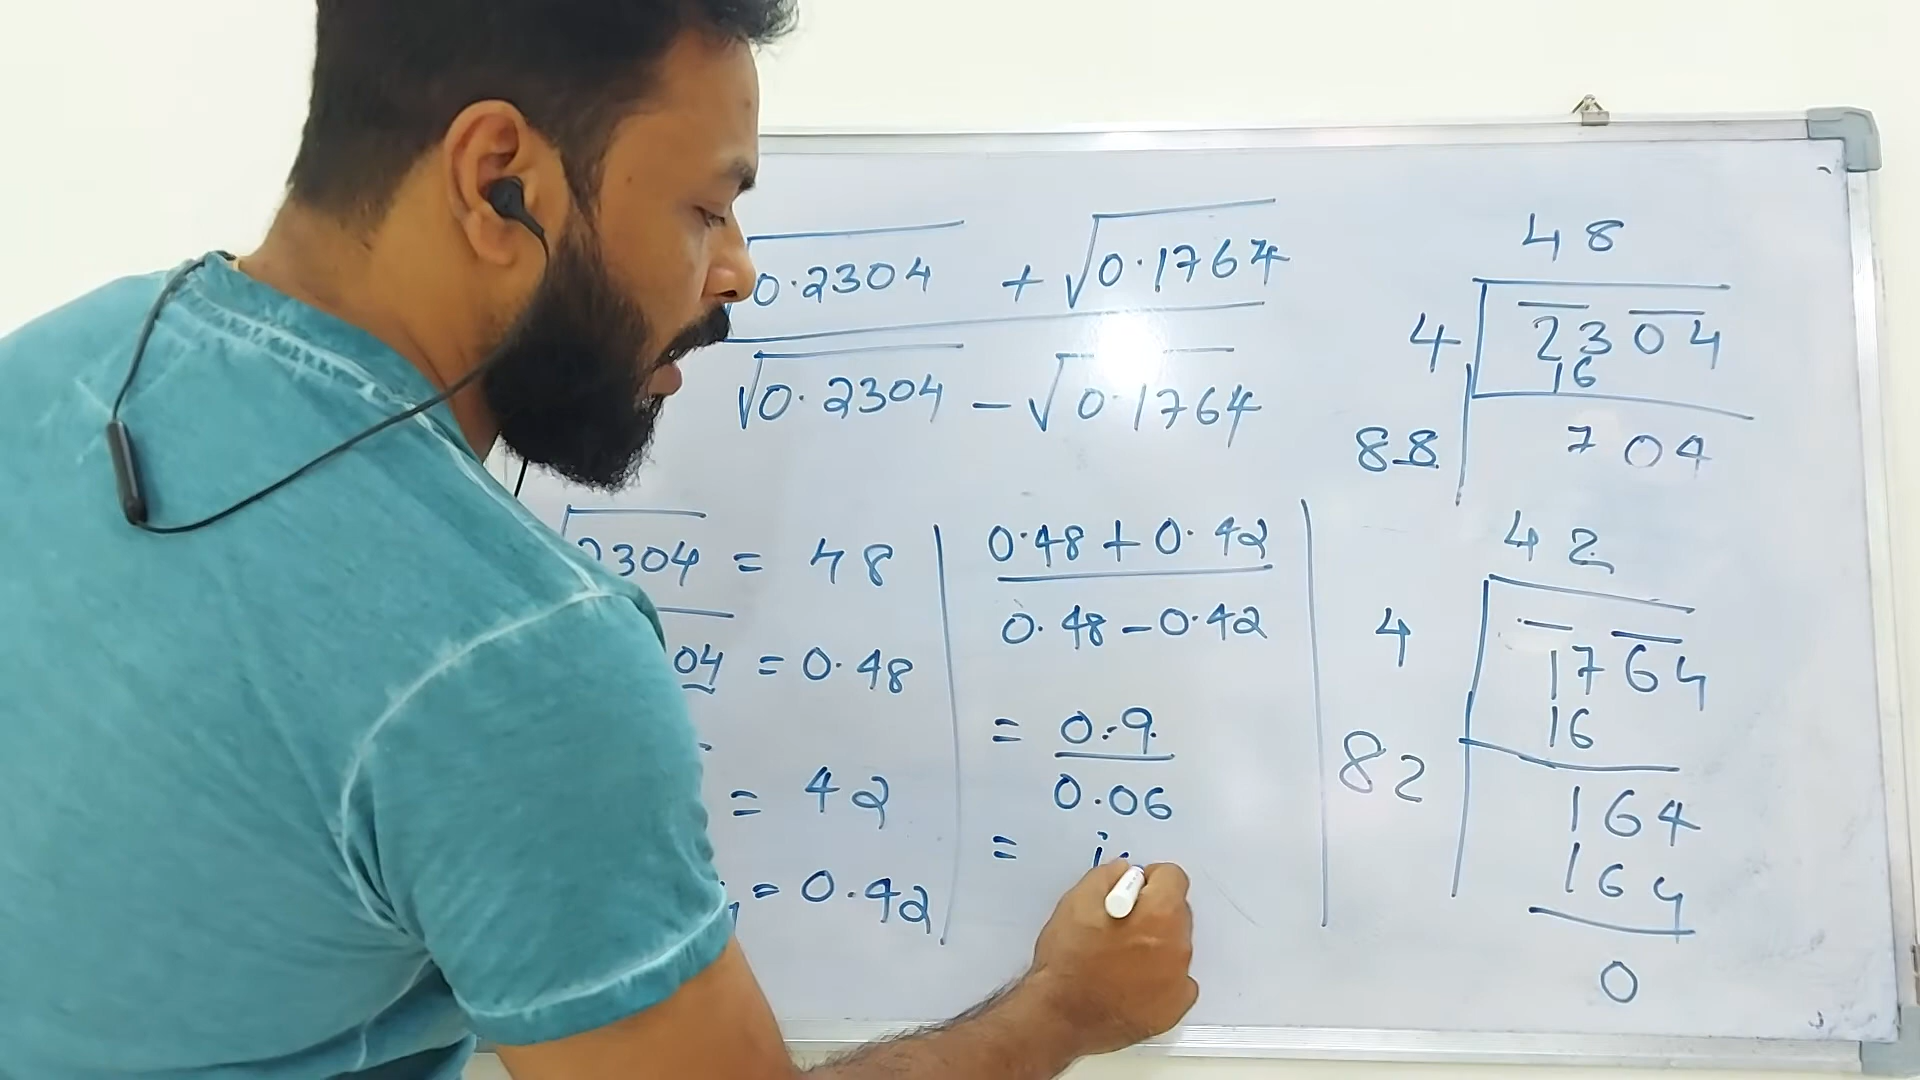 √0.2304 + √0.1764
√0.2304 - √0.1764
2304 = 48
04 = 0.48
=
= 42
= 0.42
0.48 + 0.42
0.48 - 0.42
= 0.9
0.06
=
48
4 2304
16
88 704
42
4 1764
16
82 164
164
0